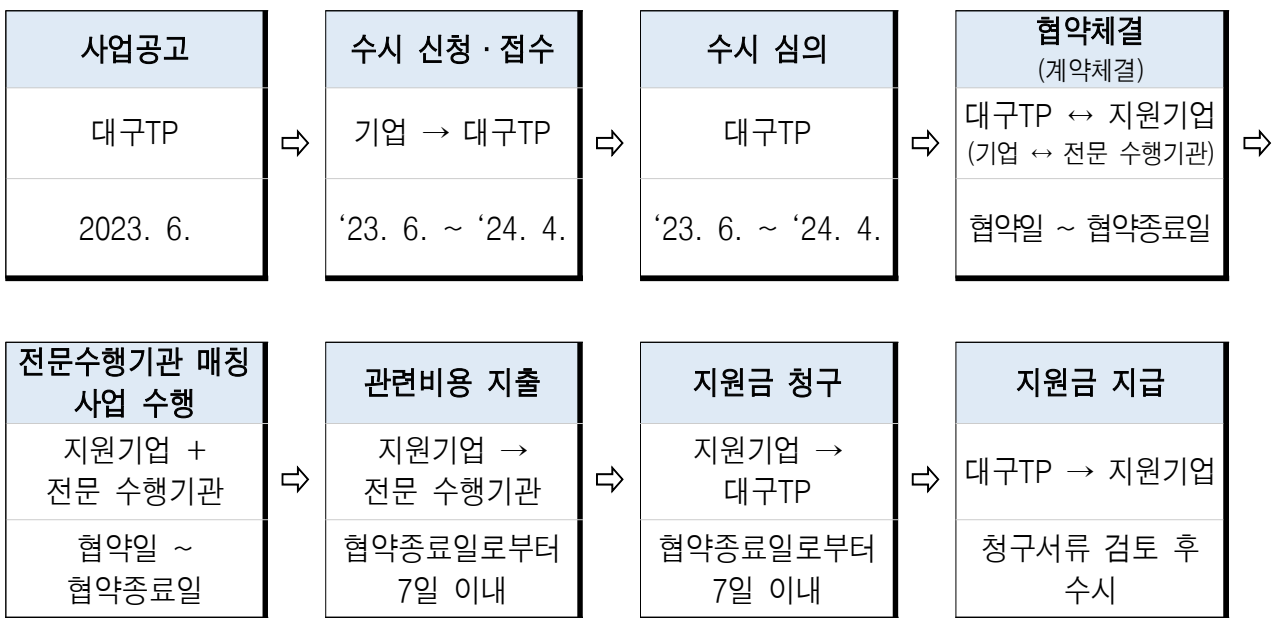 사업공고
대구TP
2023. 6.
수시 신청·접수
기업 → 대구TP
‘23. 6. ~ ‘24. 4.
수시 심의
대구TP
‘23. 6. ~ ‘24. 4.
협약체결
(계약체결)
대구TP ↔ 지원기업
(기업 ↔ 전문 수행기관)
협약일 ~ 협약종료일
전문수행기관 매칭
사업 수행
지원기업 +
전문 수행기관
협약일 ~
협약종료일
관련비용 지출
지원기업 →
전문 수행기관
협약종료일로부터
7일 이내
지원금 청구
지원기업 →
대구TP
협약종료일로부터
7일 이내
지원금 지급
대구TP → 지원기업
청구서류 검토 후
수시